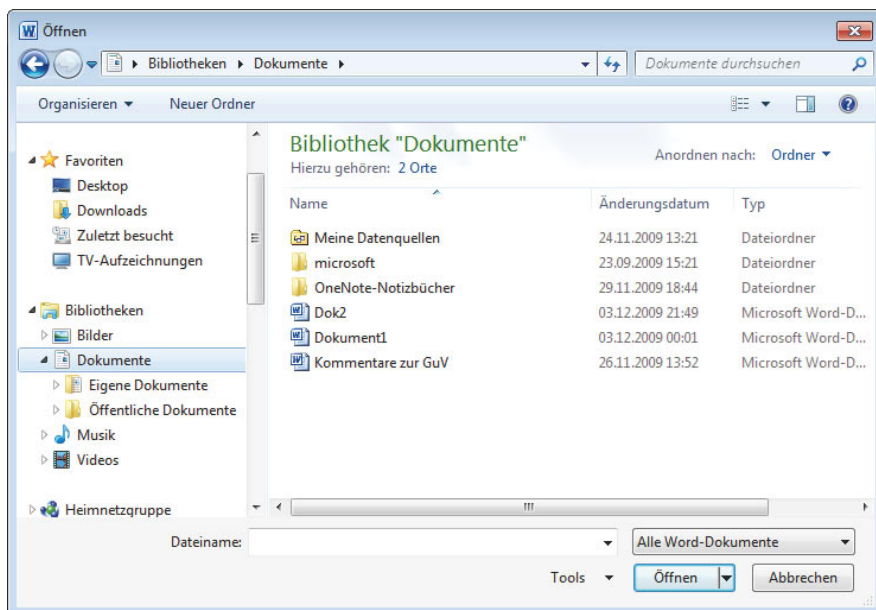 Öffnen
Bibliotheken Dokumente
Dokumente durchsuchen
Organisieren Neuer Ordner
Favoriten
Desktop
Downloads
Zuletzt besucht
TV-Aufzeichnungen
Bibliotheken
Bilder
Dokumente
Eigene Dokumente
Öffentliche Dokumente
Musik
Videos
Heimnetzgruppe
Bibliothek "Dokumente"
Hierzu gehören: 2 Orte
Anordnen nach: Ordner
Name Änderungsdatum Typ
Meine Datenquellen 24.11.2009 13:21 Dateiordner
microsoft 23.09.2009 15:21 Dateiordner
OneNote-Notizbücher 29.11.2009 18:44 Dateiordner
Dok2 03.12.2009 21:49 Microsoft Word-D...
Dokument1 03.12.2009 00:01 Microsoft Word-D...
Kommentare zur GuV 26.11.2009 13:52 Microsoft Word-D...
Dateiname: Alle Word-Dokumente
Tools Öffnen Abbrechen